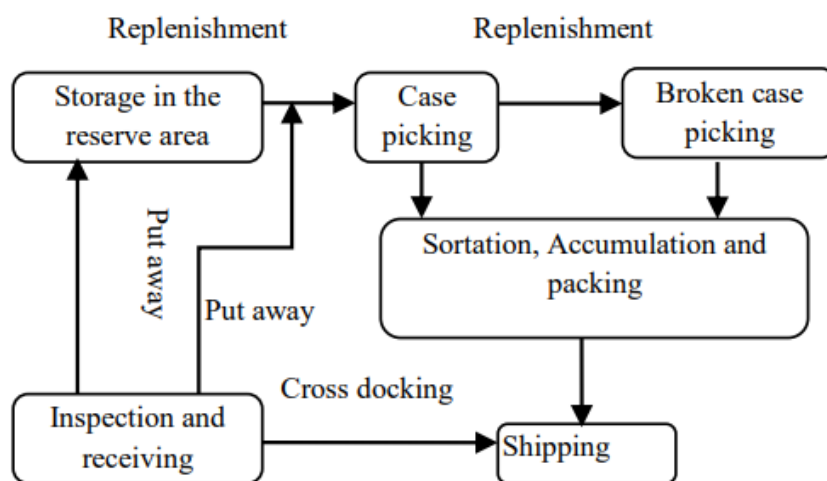 Replenishment
Replenishment
Storage in the
reserve area
Case
picking
Broken case
picking
Put away
Put away
Sortation, Accumulation and
packing
Cross docking
Inspection and
receiving
Shipping